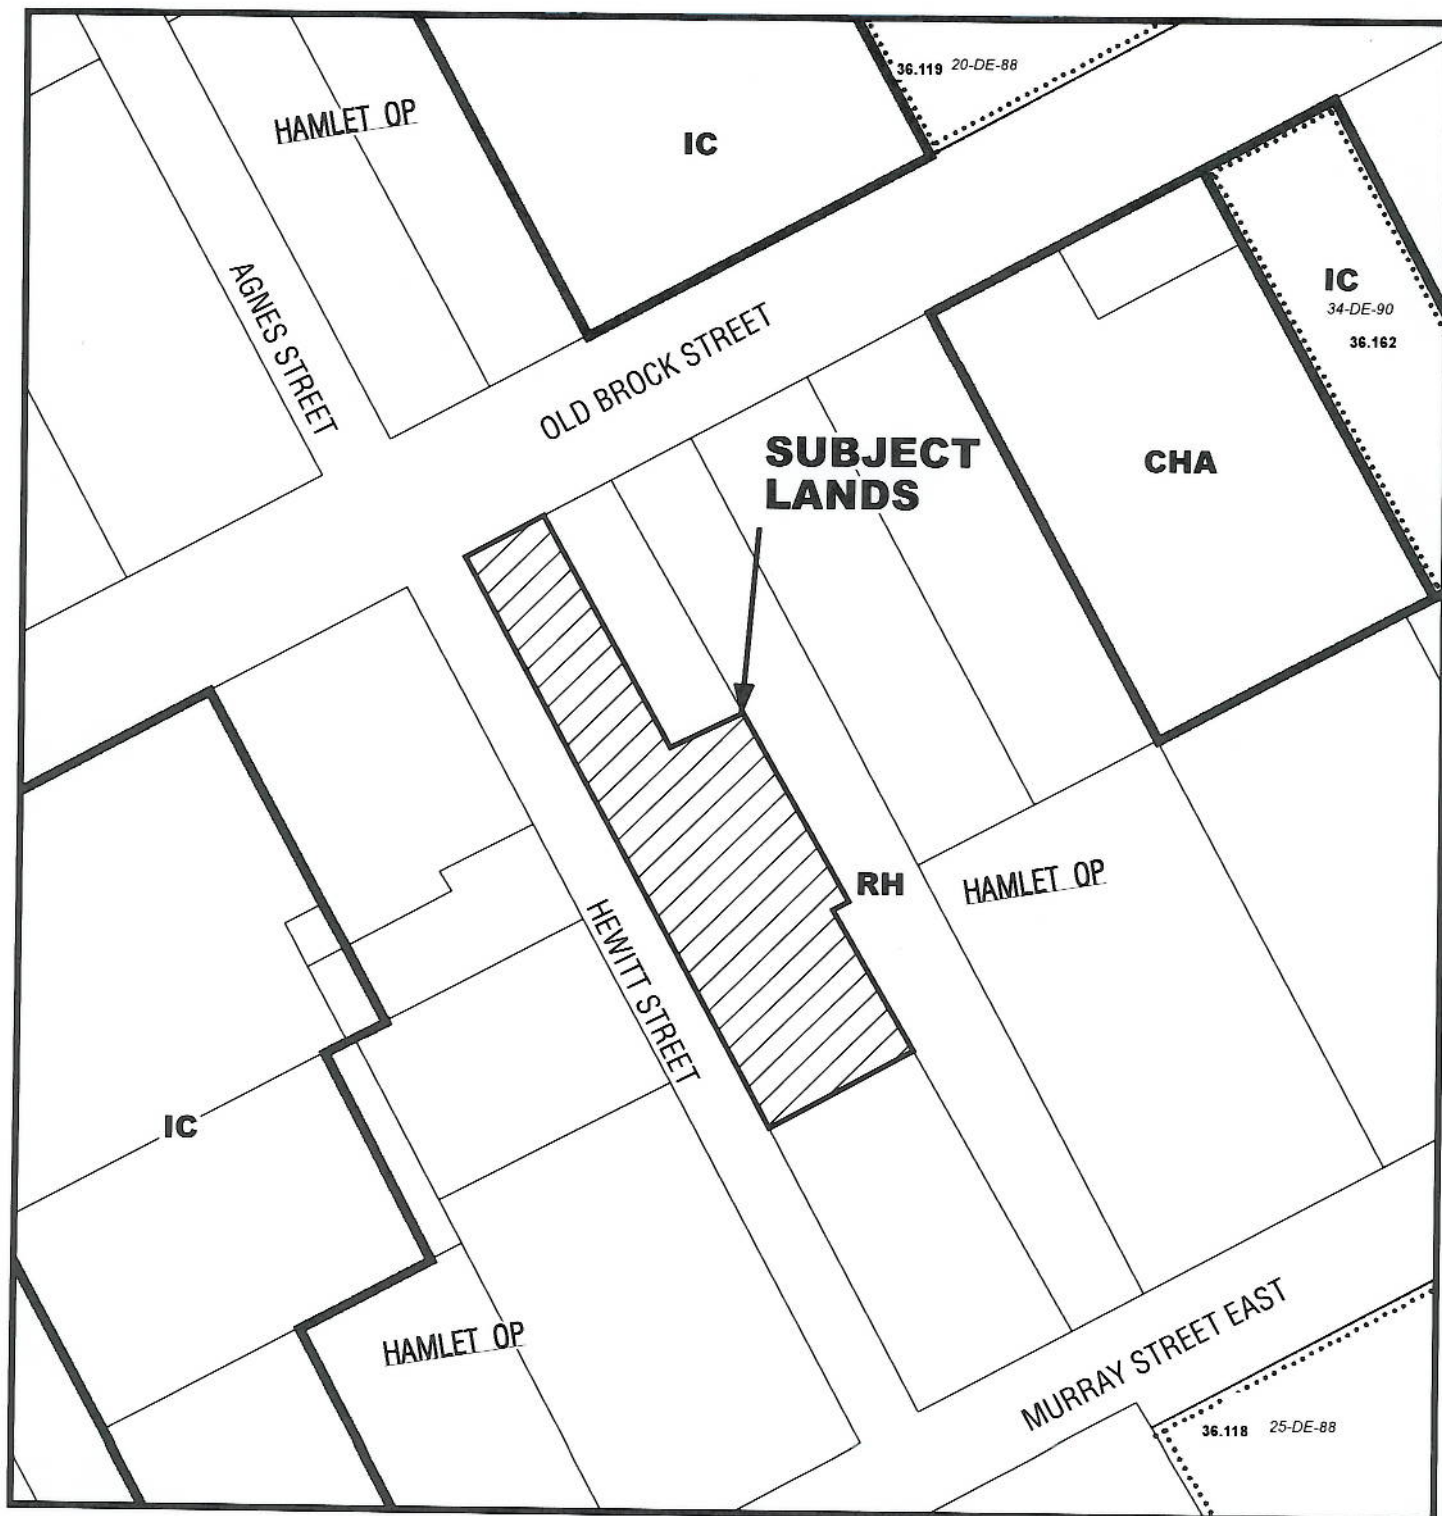 36.119 20-DE-88
HAMLET OP
IC
AGNES STREET
IC
34-DE-90
36.162
OLD BROCK STREET
SUBJECT
LANDS
CHA
RH
HAMLET OP
HEWITT STREET
IC
HAMLET OP
MURRAY STREET EAST
36.118 25-DE-88